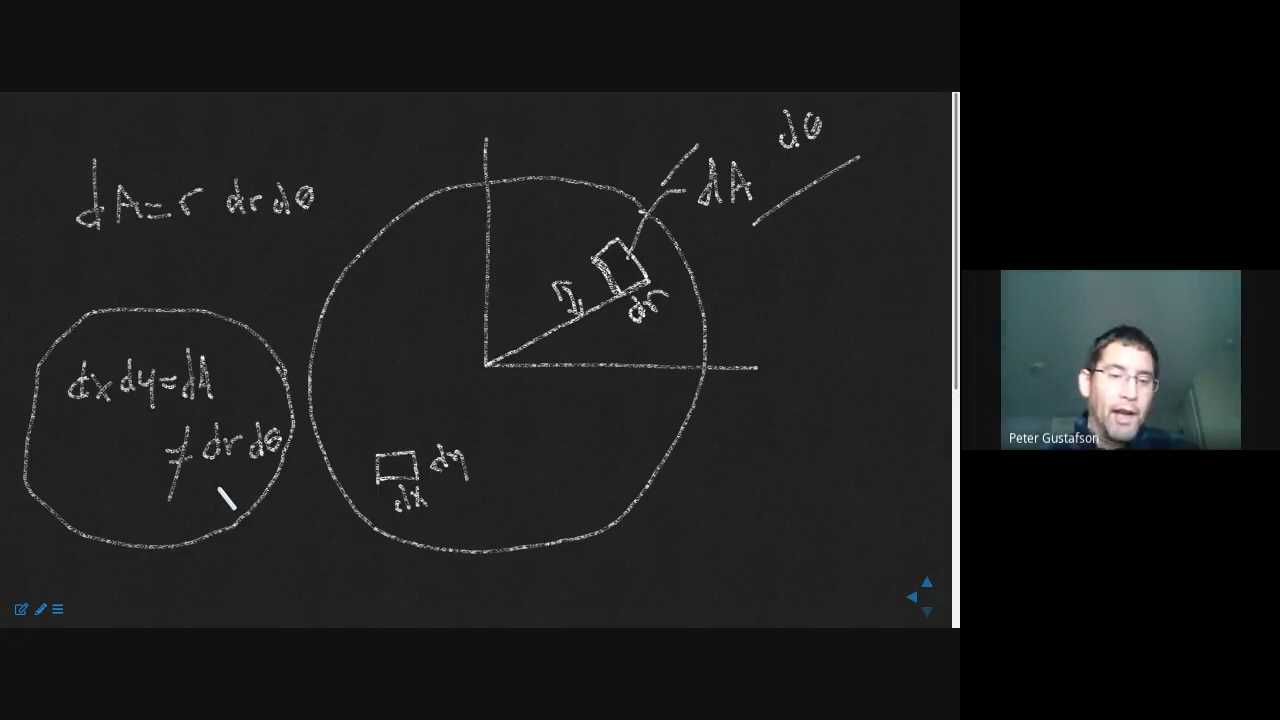 dA = r dr dθ
dx dy = dA
≠ dr dθ
dθ
dA
r
dr
dy
dx
Peter Gustafson